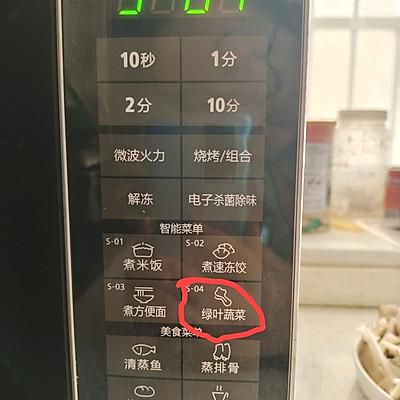 10秒 1分
2分 10分
微波火力 烧烤/组合
解冻 电子杀菌除味
智能菜单
S-01 S-02
煮米饭 煮速冻饺
S-03 S-04
煮方便面 绿叶蔬菜
美食菜单
清蒸鱼 蒸排骨